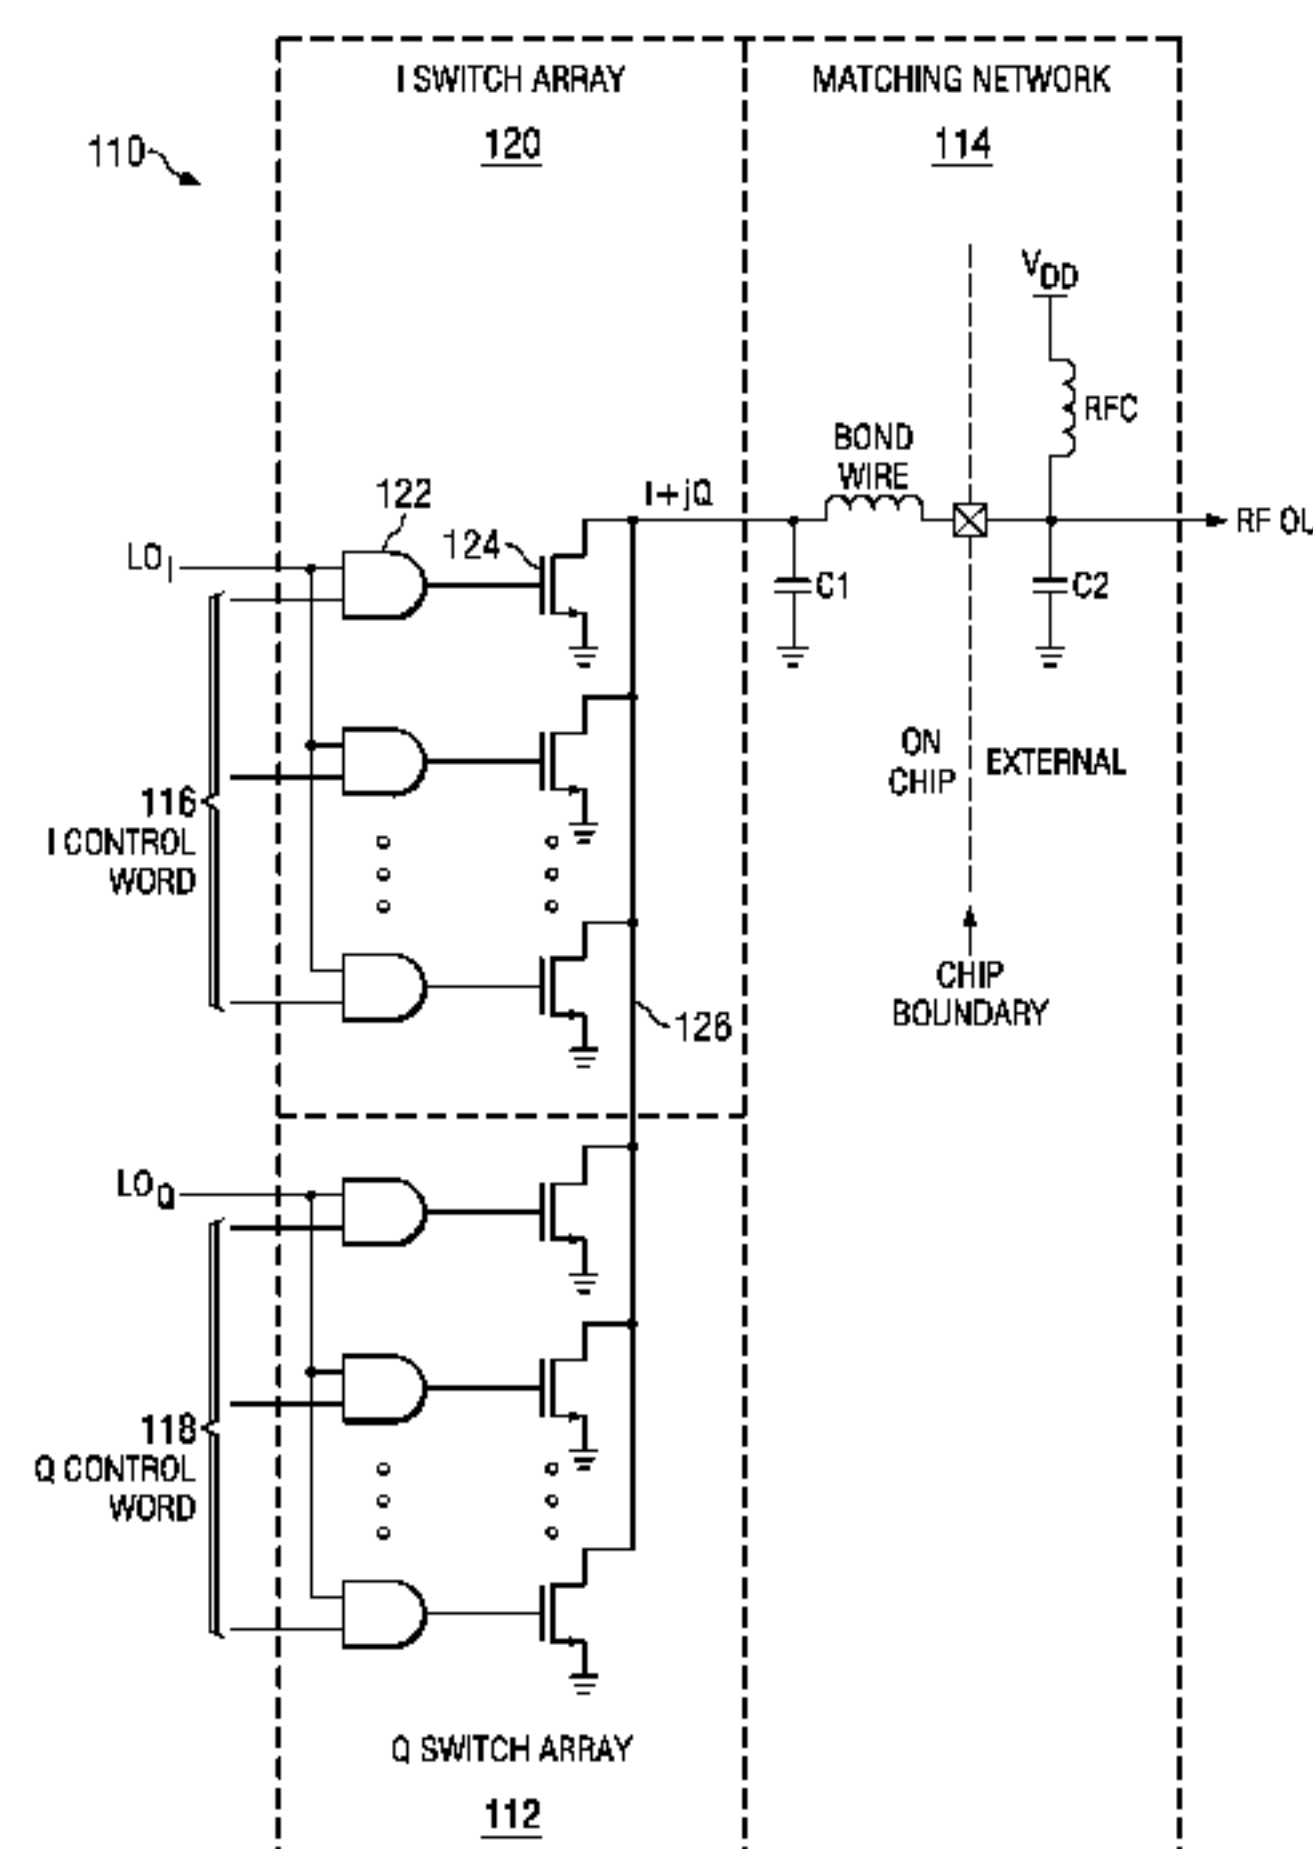 I SWITCH ARRAY
120
MATCHING NETWORK
114
110
VDD
RFC
BOND
WIRE
I+jQ
122
124
LOI
RF OU
C1
C2
ON
CHIP
EXTERNAL
116
I CONTROL
WORD
CHIP
BOUNDARY
126
LOQ
118
Q CONTROL
WORD
Q SWITCH ARRAY
112